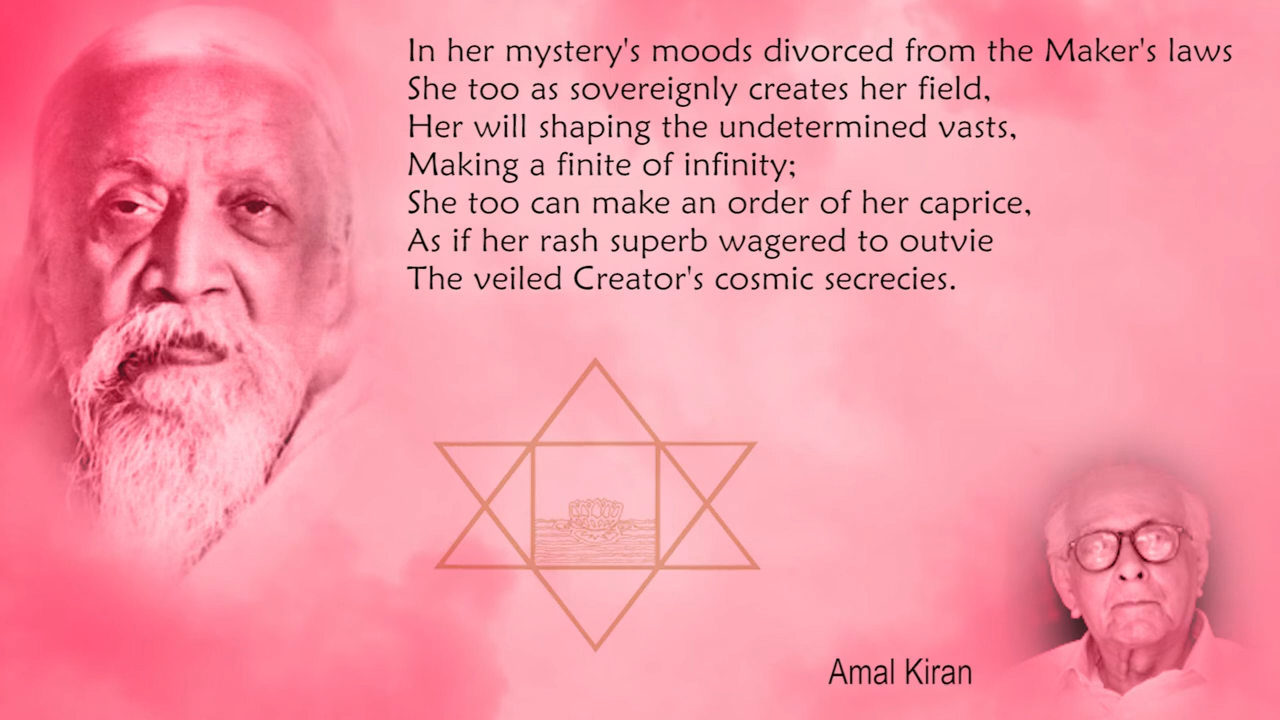 In her mystery's moods divorced from the Maker's laws
She too as sovereignly creates her field,
Her will shaping the undetermined vasts,
Making a finite of infinity;
She too can make an order of her caprice,
As if her rash superb wagered to outvie
The veiled Creator's cosmic secrecies.
Amal Kiran